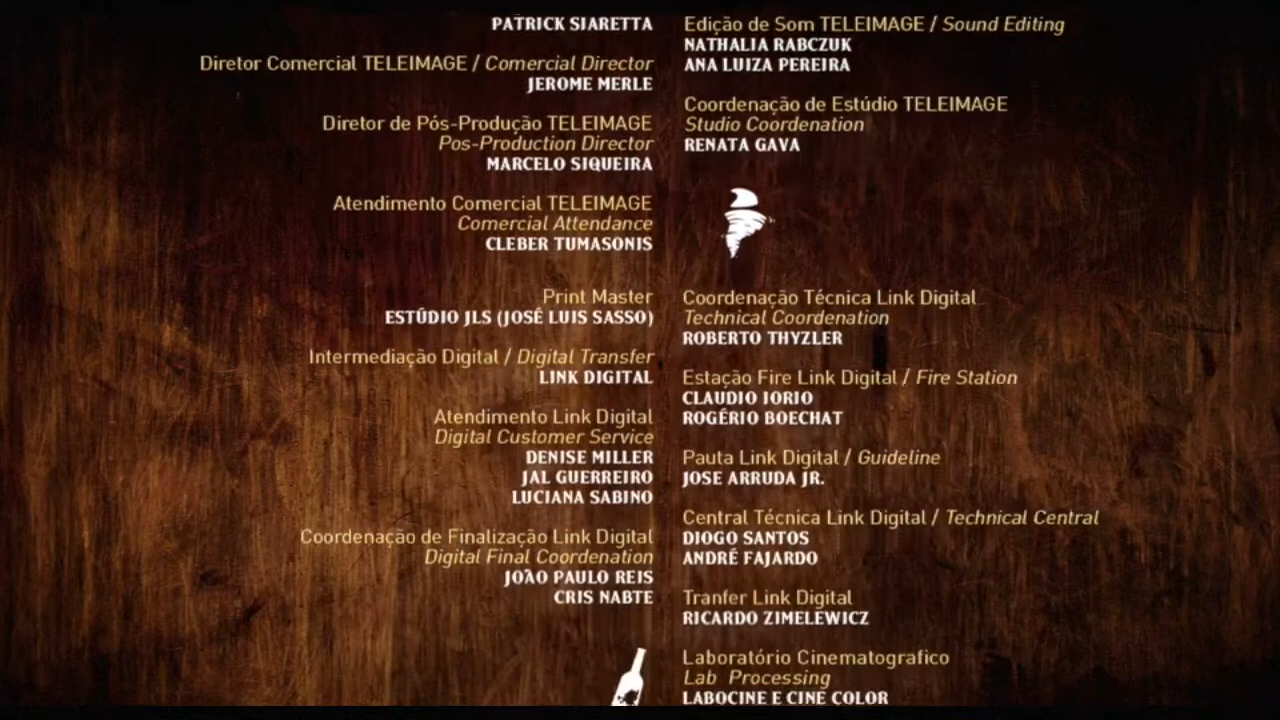 PATRICK SIARETTA
Diretor Comercial TELEIMAGE / Comercial Director
JEROME MERLE
Diretor de Pós-Produção TELEIMAGE
Pos-Production Director
MARCELO SIQUEIRA
Atendimento Comercial TELEIMAGE
Comercial Attendance
CLEBER TUMASONIS
Print Master
ESTÚDIO JLS (JOSÉ LUIS SASSO)
Intermediação Digital / Digital Transfer
LINK DIGITAL
Atendimento Link Digital
Digital Customer Service
DENISE MILLER
JAL GUERREIRO
LUCIANA SABINO
Coordenação de Finalização Link Digital
Digital Final Coordenation
JOÃO PAULO REIS
CRIS NABTE
Edição de Som TELEIMAGE / Sound Editing
NATHALIA RABCZUK
ANA LUIZA PEREIRA
Coordenação de Estúdio TELEIMAGE
Studio Coordenation
RENATA GAVA
Coordenação Técnica Link Digital
Technical Coordenation
ROBERTO THYZLER
Estação Fire Link Digital / Fire Station
CLAUDIO IORIO
ROGÉRIO BOECHAT
Pauta Link Digital / Guideline
JOSE ARRUDA JR.
Central Técnica Link Digital / Technical Central
DIOGO SANTOS
ANDRÉ FAJARDO
Tranfer Link Digital
RICARDO ZIMELEWICZ
Laboratório Cinematografico
Lab Processing
LABOCINE E CINE COLOR